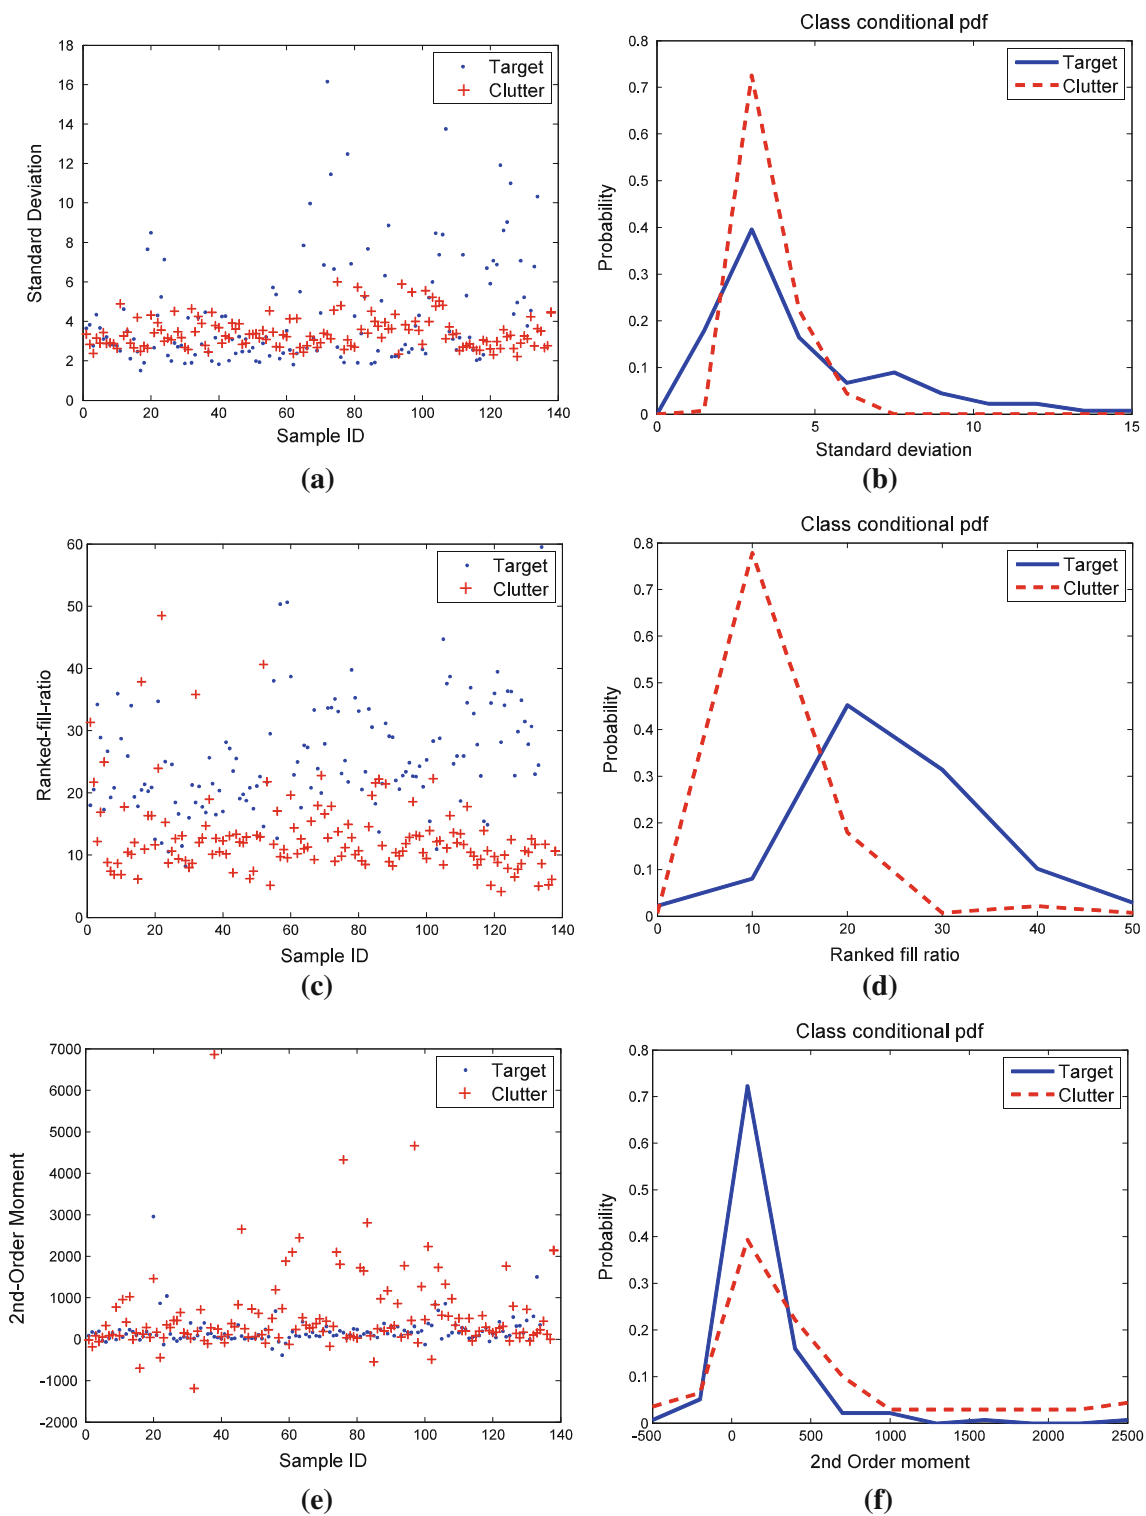 18
16
14
12
10
8
6
4
2
0
Standard Deviation
Target
Clutter
0 20 40 60 80 100 120 140
Sample ID
(a)
Class conditional pdf
0.8
0.7
0.6
0.5
0.4
0.3
0.2
0.1
0
Probability
Target
Clutter
0 5 10 15
Standard deviation
(b)
60
50
40
30
20
10
0
Ranked-fill-ratio
Target
Clutter
0 20 40 60 80 100 120 140
Sample ID
(c)
Class conditional pdf
0.8
0.7
0.6
0.5
0.4
0.3
0.2
0.1
0
Probability
Target
Clutter
0 10 20 30 40 50
Ranked fill ratio
(d)
7000
6000
5000
4000
3000
2000
1000
0
-1000
-2000
2nd-Order Moment
Target
Clutter
0 20 40 60 80 100 120 140
Sample ID
(e)
Class conditional pdf
0.8
0.7
0.6
0.5
0.4
0.3
0.2
0.1
0
Probability
Target
Clutter
-500 0 500 1000 1500 2000 2500
2nd Order moment
(f)